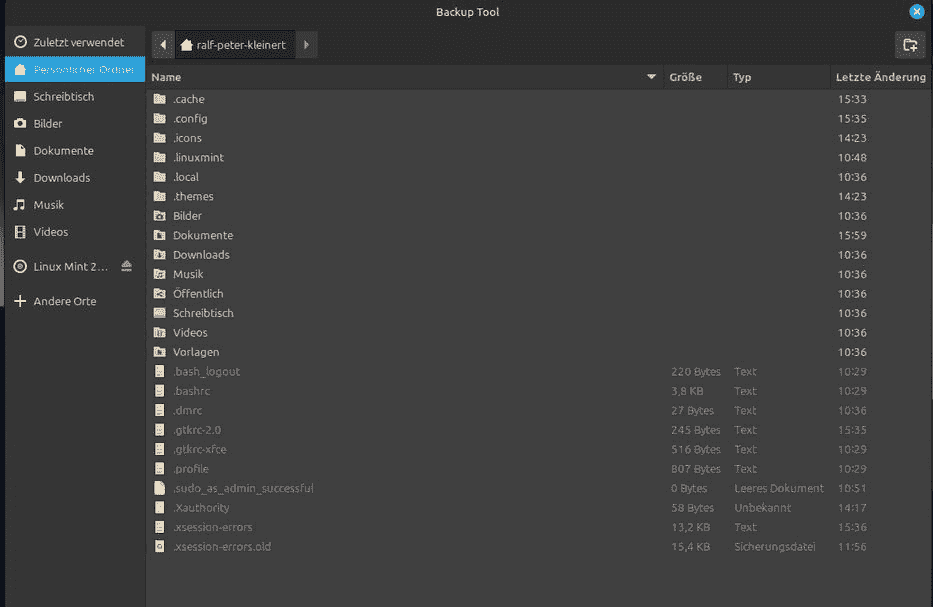 Backup Tool
Zuletzt verwendet
Persönlicher Ordner
Schreibtisch
Bilder
Dokumente
Downloads
Musik
Videos
Linux Mint 2...
Andere Orte
ralf-peter-kleinert
Name Größe Typ Letzte Änderung
.cache 15:33
.config 15:35
.icons 14:23
.linuxmint 10:48
.local 10:36
.themes 14:23
Bilder 10:36
Dokumente 15:59
Downloads 10:36
Musik 10:36
Öffentlich 10:36
Schreibtisch 10:36
Videos 10:36
Vorlagen 10:36
.bash_logout 220 Bytes Text 10:29
.bashrc 3,8 KB Text 10:29
.dmrc 27 Bytes Text 10:36
.gtkrc-2.0 245 Bytes Text 15:35
.gtkrc-xfce 516 Bytes Text 10:29
.profile 807 Bytes Text 10:29
.sudo_as_admin_successful 0 Bytes Leeres Dokument 10:51
.Xauthority 58 Bytes Unbekannt 14:17
.xsession-errors 13,2 KB Text 15:36
.xsession-errors.old 15,4 KB Sicherungsdatei 11:56